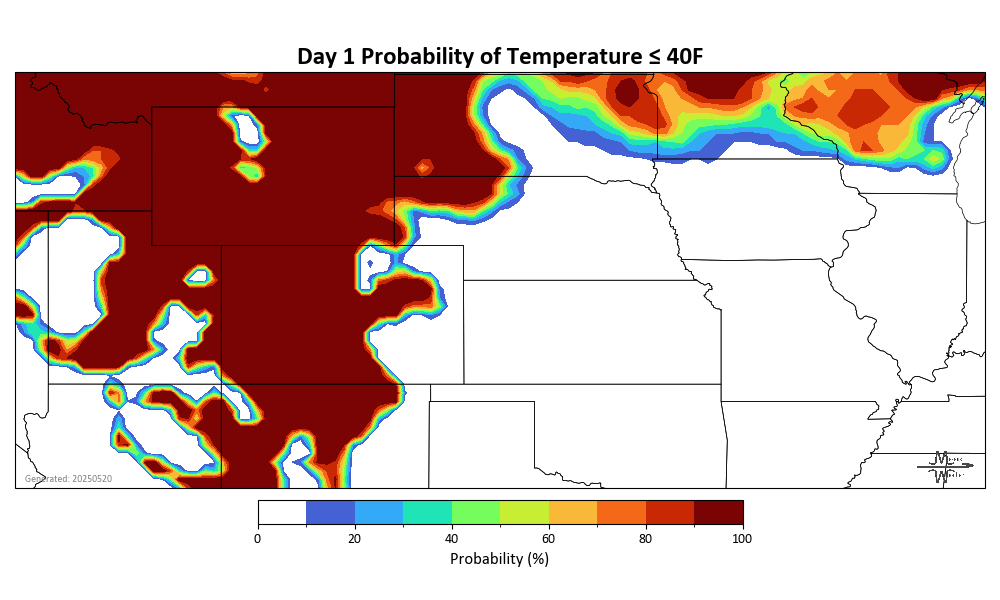 Day 1 Probability of Temperature ≤ 40F
Generated: 20250520
0 20 40 60 80 100
Probability (%)